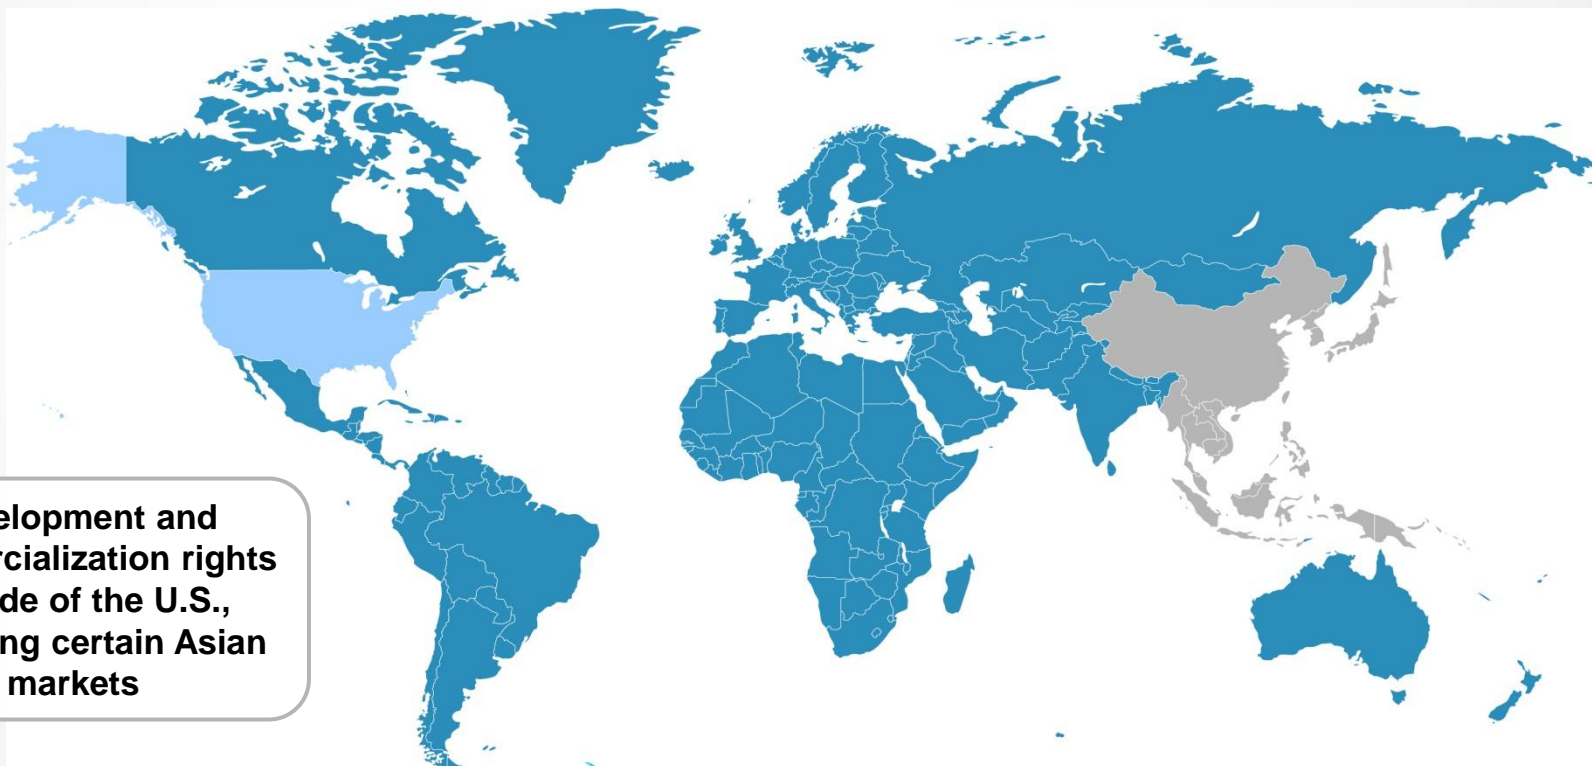 elopment and
rcialization rights
de of the U.S.,
ng certain Asian
markets